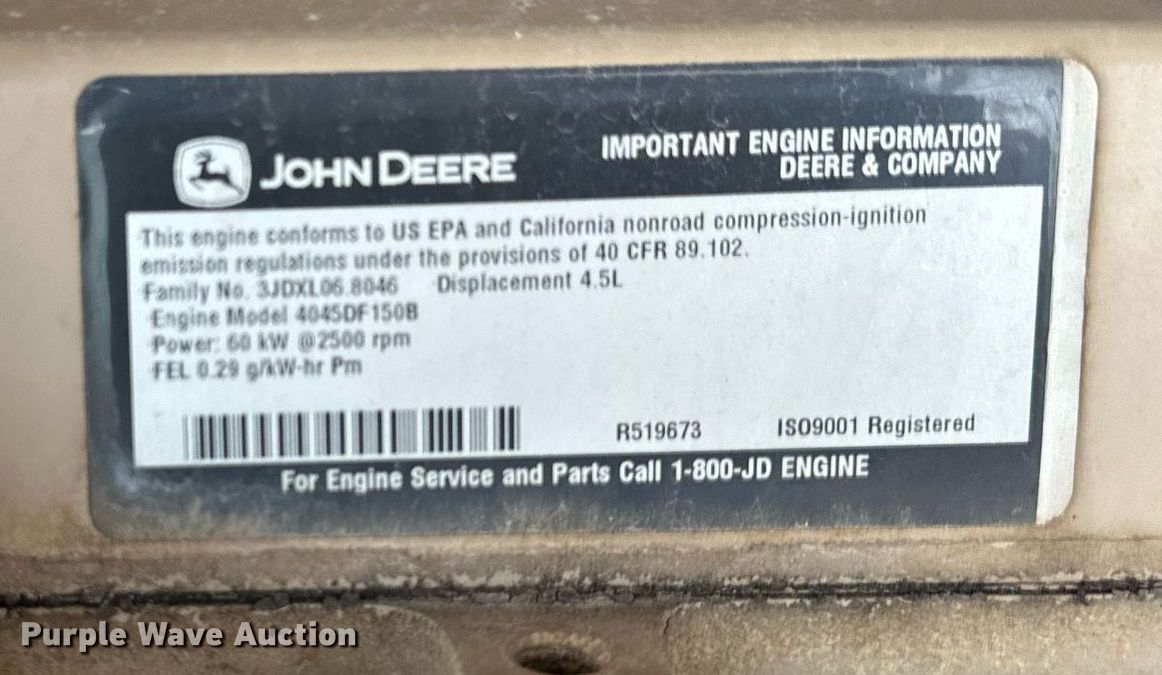 JOHN DEERE
IMPORTANT ENGINE INFORMATION
DEERE & COMPANY
This engine conforms to US EPA and California nonroad compression-ignition
emission regulations under the provisions of 40 CFR 89.102.
Family No. 3JDXL06.8046 Displacement 4.5L
Engine Model 4045DF150B
Power: 60 kW @2500 rpm
FEL 0.29 g/kW-hr Pm
R519673 ISO9001 Registered
For Engine Service and Parts Call 1-800-JD ENGINE
Purple Wave Auction